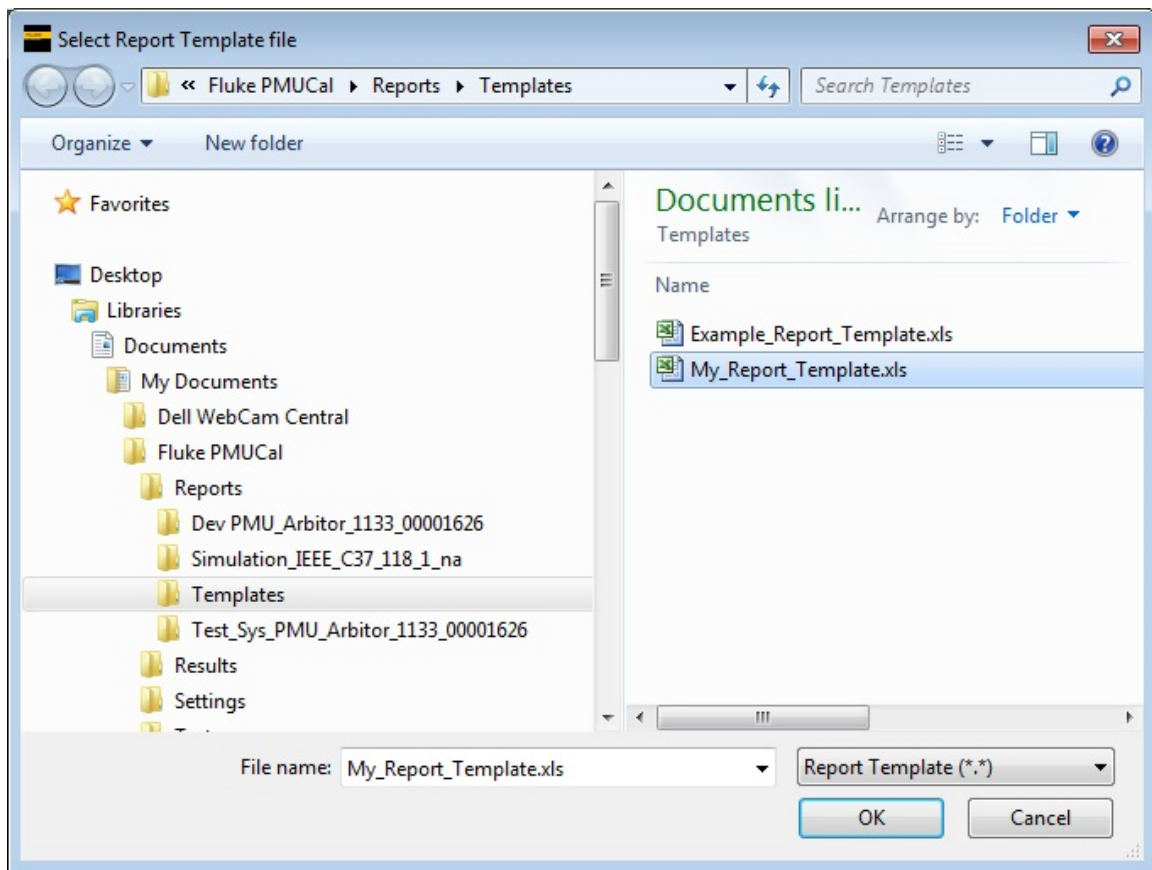 Select Report Template file
« Fluke PMUCal ▸ Reports ▸ Templates
Search Templates
Organize
New folder
Favorites
Desktop
Libraries
Documents
My Documents
Dell WebCam Central
Fluke PMUCal
Reports
Dev PMU_Arbitor_1133_00001626
Simulation_IEEE_C37_118_1_na
Templates
Test_Sys_PMU_Arbitor_1133_00001626
Results
Settings
Documents li...
Arrange by: Folder
Templates
Name
Example_Report_Template.xls
My_Report_Template.xls
File name: My_Report_Template.xls
Report Template (*.*)
OK
Cancel